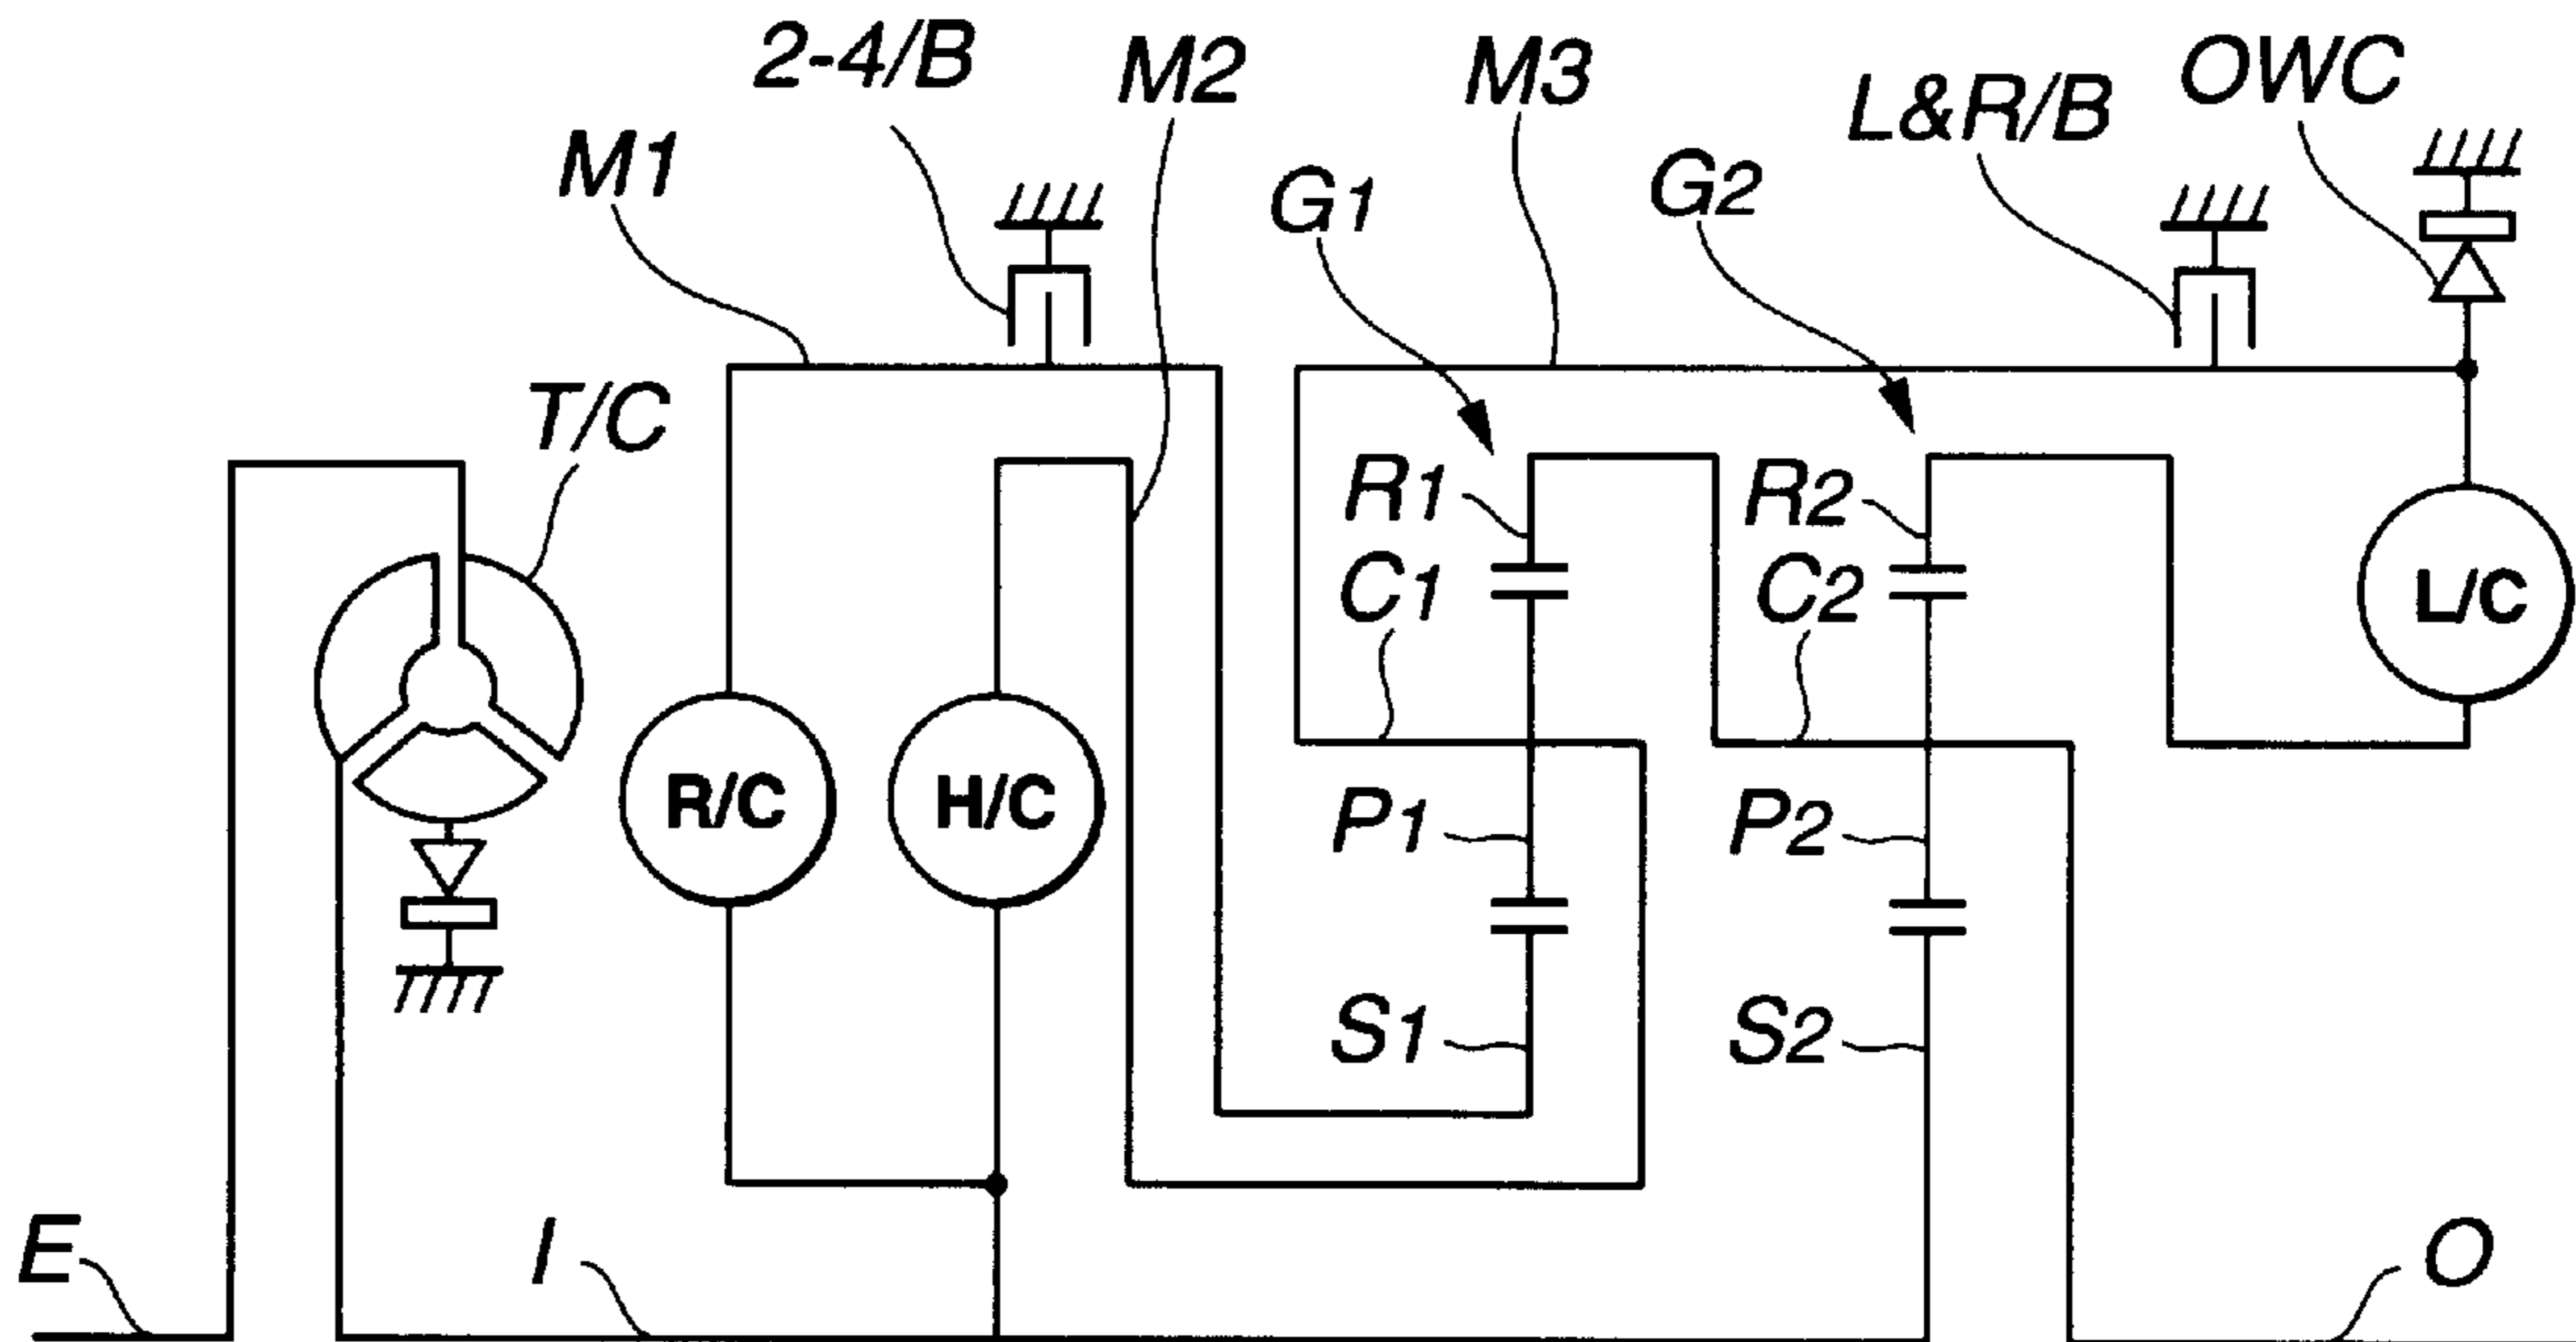 2-4/B
M2
M3
OWC
L&R/B
M1
G1
G2
T/C
R1
R2
C1
C2
L/C
R/C
H/C
P1
P2
S1
S2
E
I
O